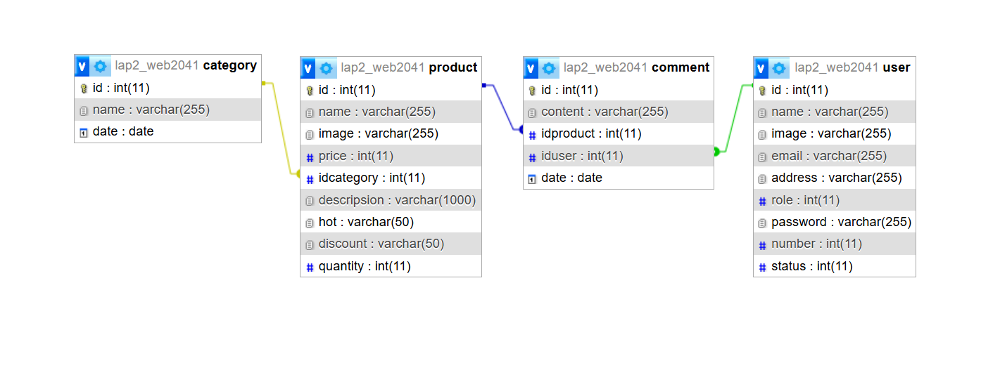 v lap2_web2041 category
id : int(11)
name : varchar(255)
date : date
v lap2_web2041 product
id : int(11)
name : varchar(255)
image : varchar(255)
price : int(11)
idcategory : int(11)
descripsion : varchar(1000)
hot : varchar(50)
discount : varchar(50)
quantity : int(11)
v lap2_web2041 comment
id : int(11)
content : varchar(255)
idproduct : int(11)
iduser : int(11)
date : date
v lap2_web2041 user
id : int(11)
name : varchar(255)
image : varchar(255)
email : varchar(255)
address : varchar(255)
role : int(11)
password : varchar(255)
number : int(11)
status : int(11)